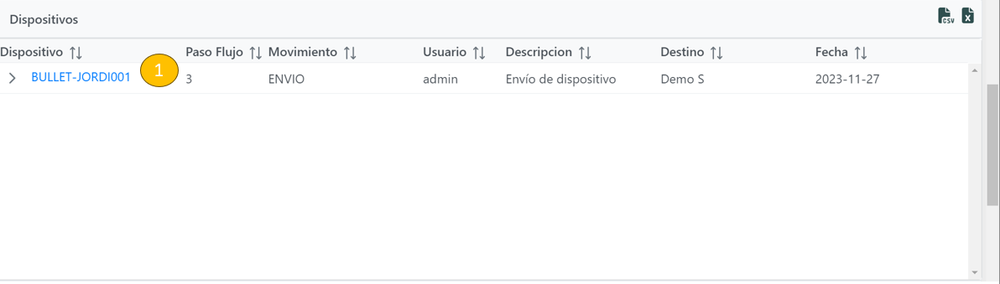 Dispositivos
CSV
X
Dispositivo Paso Flujo Movimiento Usuario Descripcion Destino Fecha
BULLET-JORDI001 1 3 ENVIO admin Envío de dispositivo Demo S 2023-11-27